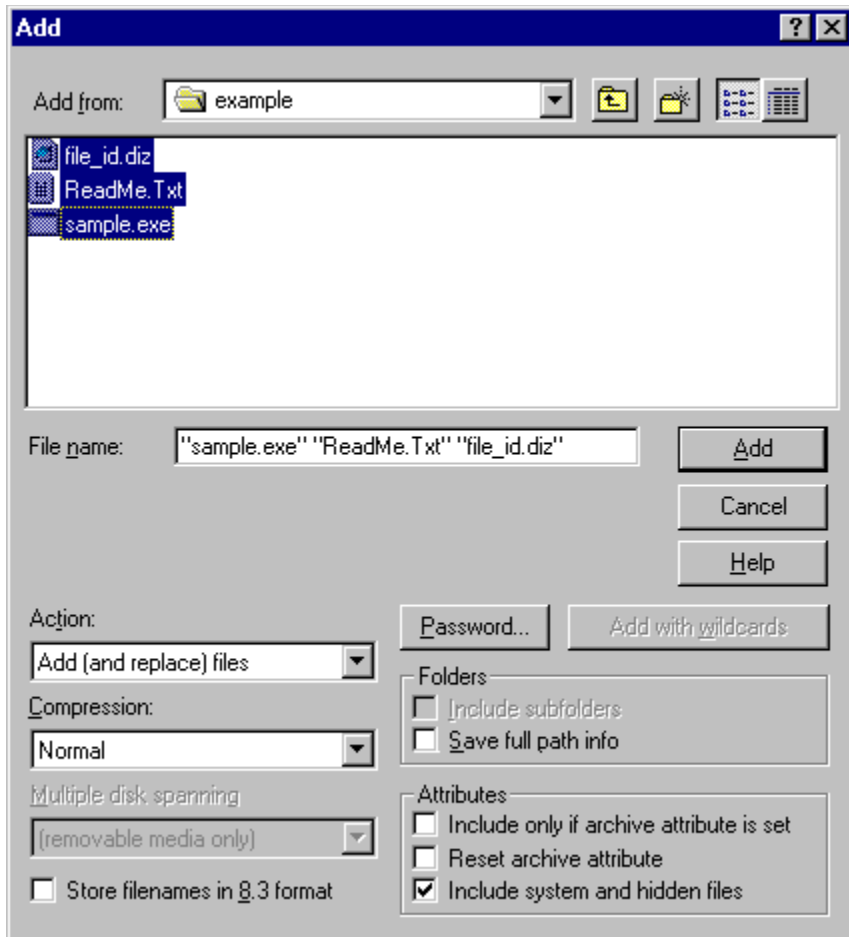 Add
Add from:
example
file_id.diz
ReadMe.Txt
sample.exe
File name:
"sample.exe" "ReadMe.Txt" "file_id.diz"
Add
Cancel
Help
Action:
Add (and replace) files
Password...
Add with wildcards
Compression:
Normal
Folders
Include subfolders
Save full path info
Multiple disk spanning
(removable media only)
Store filenames in 8.3 format
Attributes
Include only if archive attribute is set
Reset archive attribute
Include system and hidden files